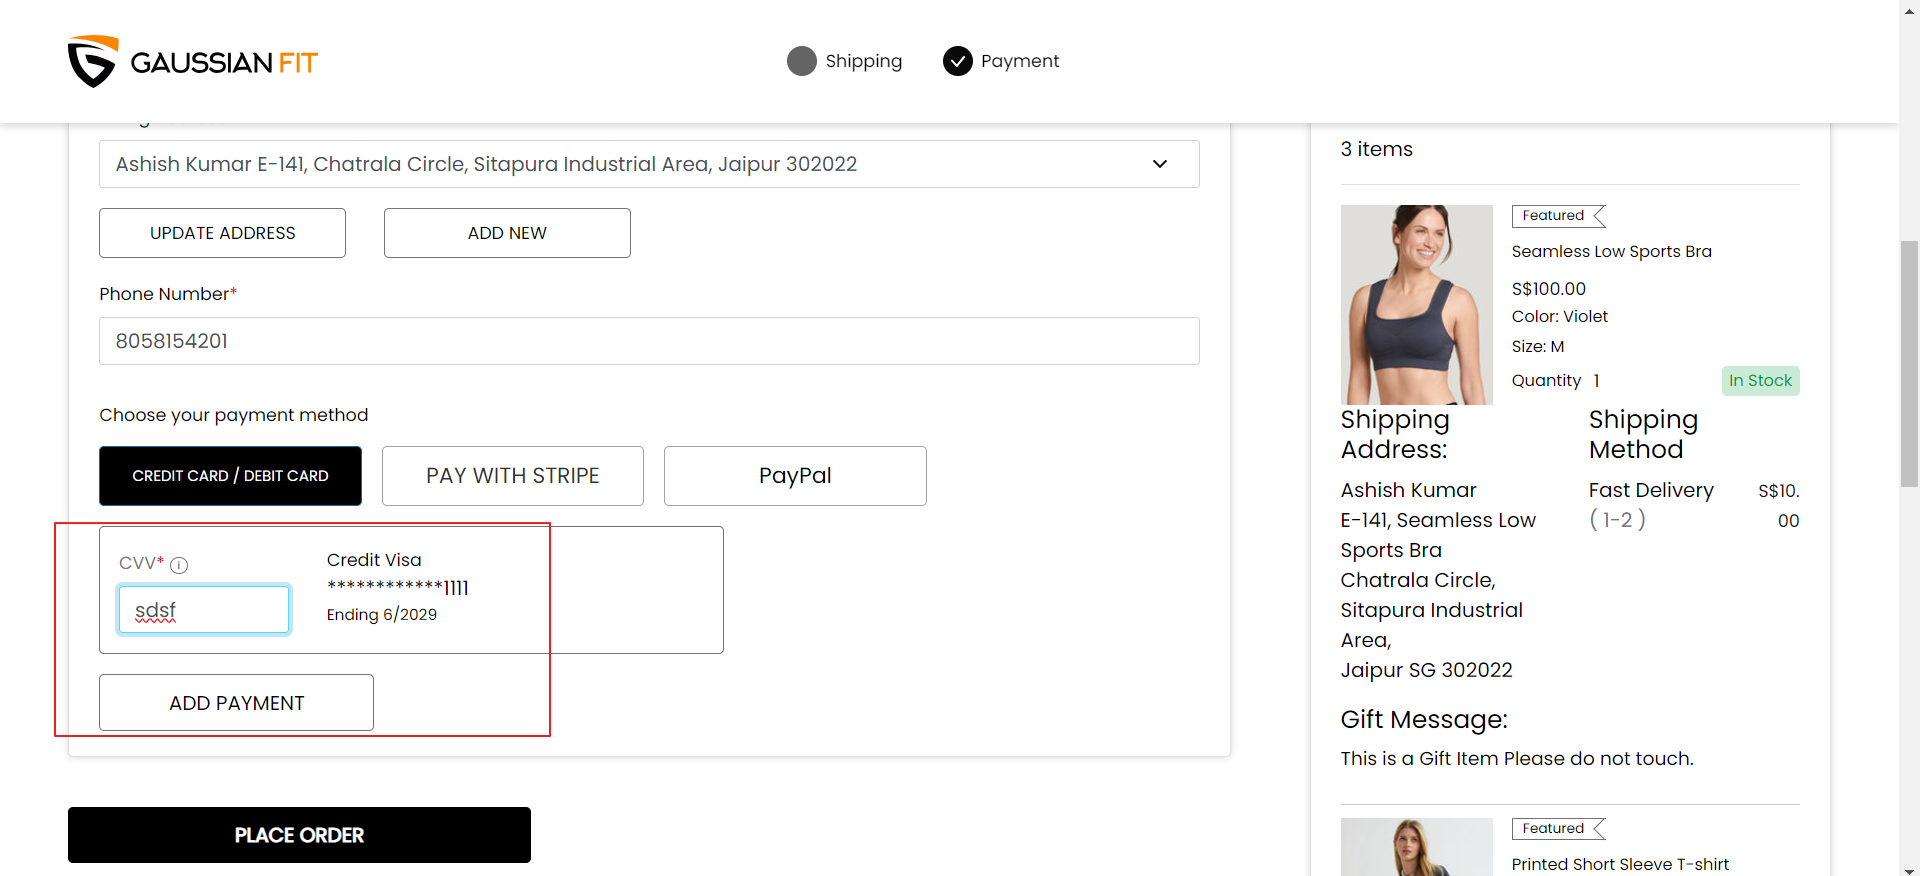 GAUSSIAN FIT
Shipping
Payment
Ashish Kumar E-141, Chatrala Circle, Sitapura Industrial Area, Jaipur 302022
UPDATE ADDRESS
ADD NEW
Phone Number*
8058154201
Choose your payment method
CREDIT CARD / DEBIT CARD
PAY WITH STRIPE
PayPal
CVV*
sdsf
Credit Visa
************1111
Ending 6/2029
ADD PAYMENT
PLACE ORDER
3 items
Featured
Seamless Low Sports Bra
S$100.00
Color: Violet
Size: M
Quantity 1
In Stock
Shipping
Address:
Ashish Kumar
E-141, Seamless Low
Sports Bra
Chatrala Circle,
Sitapura Industrial
Area,
Jaipur SG 302022
Shipping
Method
Fast Delivery
( 1-2 )
S$10.
00
Gift Message:
This is a Gift Item Please do not touch.
Featured
Printed Short Sleeve T-shirt